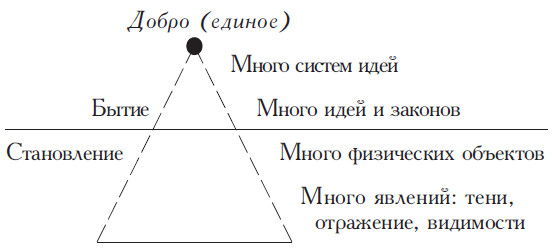 Добро (единое)
Много систем идей
Бытие
Много идей и законов
Становление
Много физических объектов
Много явлений: тени,
отражение, видимости